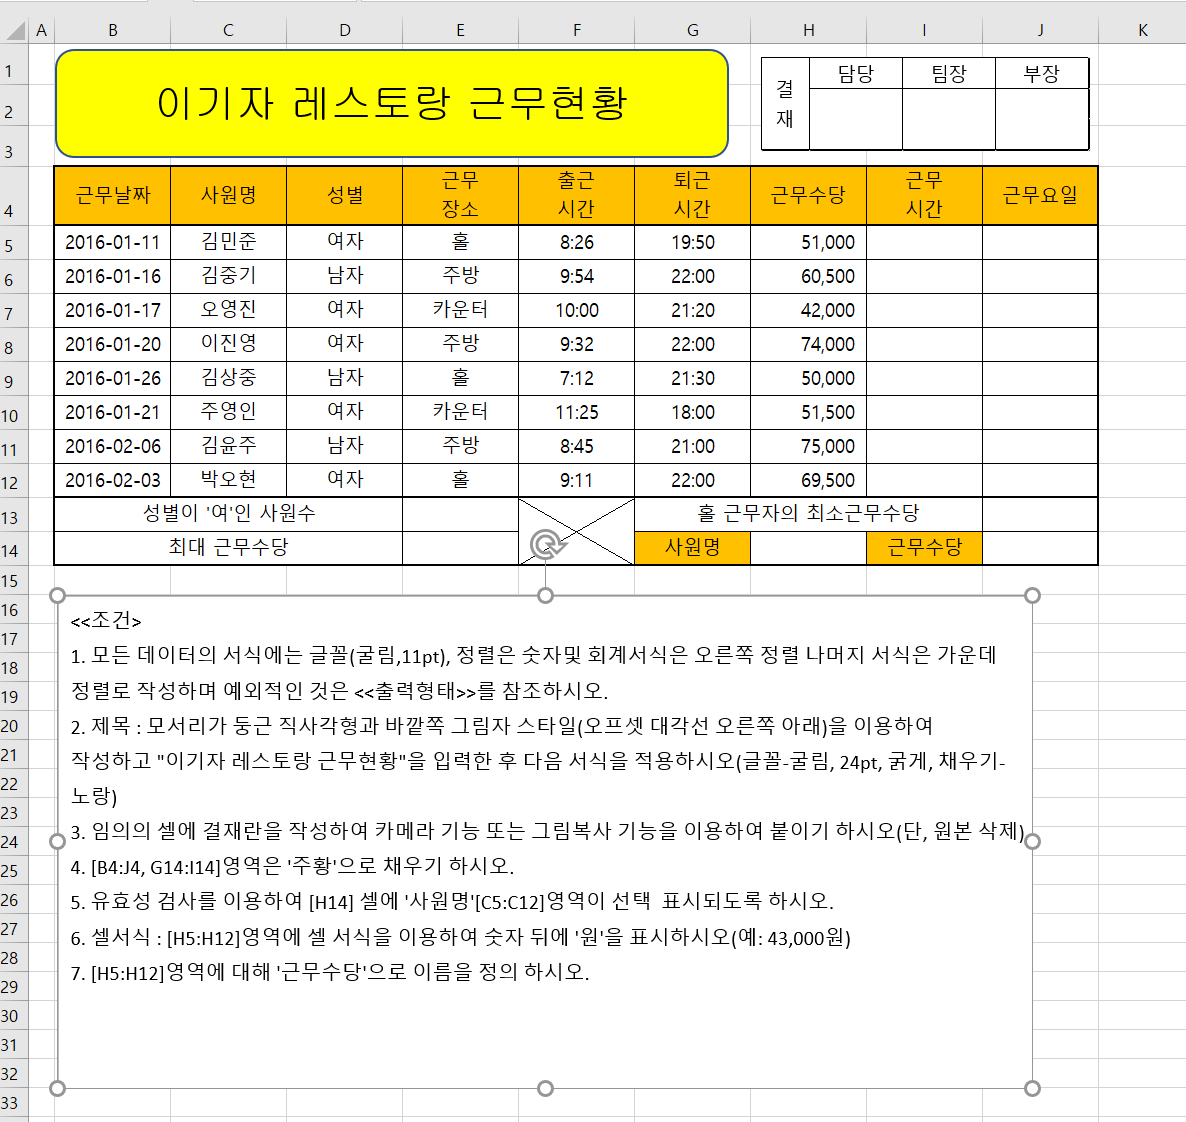 A B C D E F G H I J K
1 이기자 레스토랑 근무현황 결재 담당 팀장 부장
2
3
4 근무날짜 사원명 성별 근무 장소 출근 시간 퇴근 시간 근무수당 근무 시간 근무요일
5 2016-01-11 김민준 여자 홀 8:26 19:50 51,000
6 2016-01-16 김중기 남자 주방 9:54 22:00 60,500
7 2016-01-17 오영진 여자 카운터 10:00 21:20 42,000
8 2016-01-20 이진영 여자 주방 9:32 22:00 74,000
9 2016-01-26 김상중 남자 홀 7:12 21:30 50,000
10 2016-01-21 주영인 여자 카운터 11:25 18:00 51,500
11 2016-02-06 김윤주 남자 주방 8:45 21:00 75,000
12 2016-02-03 박오현 여자 홀 9:11 22:00 69,500
13 성별이 '여'인 사원수 홀 근무자의 최소근무수당
14 최대 근무수당 사원명 근무수당
15
16 <<조건>
17 1. 모든 데이터의 서식에는 글꼴(굴림,11pt), 정렬은 숫자및 회계서식은 오른쪽 정렬 나머지 서식은 가운데
18
19 정렬로 작성하며 예외적인 것은 <<출력형태>>를 참조하시오.
20 2. 제목 : 모서리가 둥근 직사각형과 바깥쪽 그림자 스타일(오프셋 대각선 오른쪽 아래)을 이용하여
21 작성하고 "이기자 레스토랑 근무현황"을 입력한 후 다음 서식을 적용하시오(글꼴-굴림, 24pt, 굵게, 채우기-
22 노랑)
23
24 3. 임의의 셀에 결재란을 작성하여 카메라 기능 또는 그림복사 기능을 이용하여 붙이기 하시오(단, 원본 삭제)
25 4. [B4:J4, G14:I14]영역은 '주황'으로 채우기 하시오.
26 5. 유효성 검사를 이용하여 [H14] 셀에 '사원명'[C5:C12]영역이 선택  표시되도록 하시오.
27 6. 셀서식 : [H5:H12]영역에 셀 서식을 이용하여 숫자 뒤에 '원'을 표시하시오(예: 43,000원)
28 7. [H5:H12]영역에 대해 '근무수당'으로 이름을 정의 하시오.
29
30
31
32
33